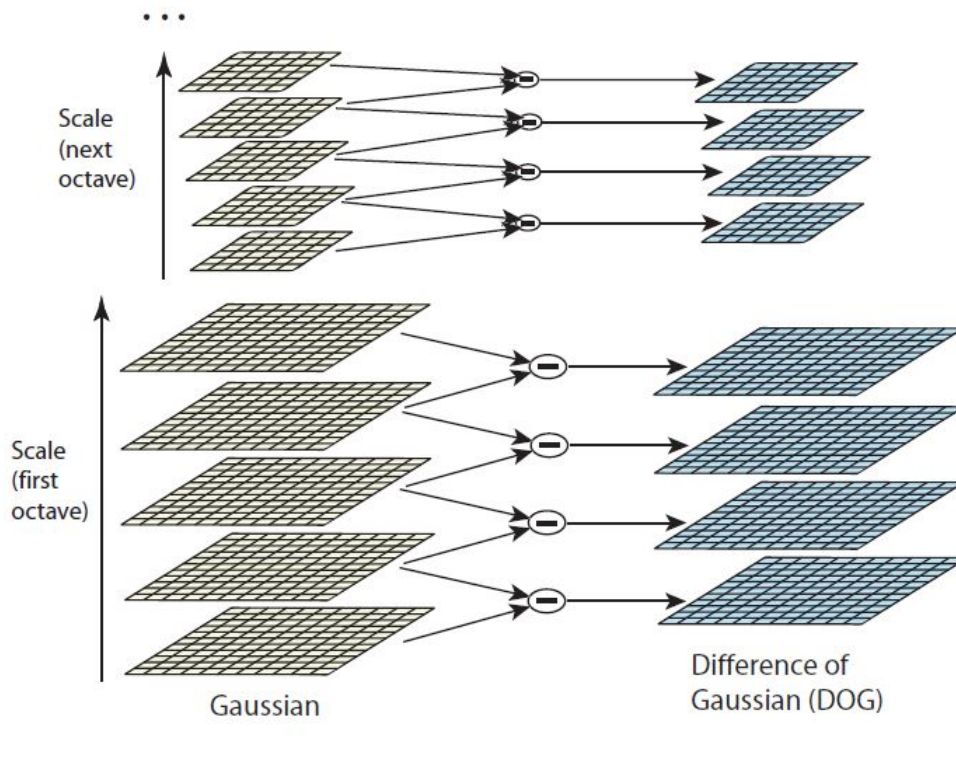 ...
Scale
(next
octave)
Scale
(first
octave)
Gaussian
Difference of
Gaussian (DOG)